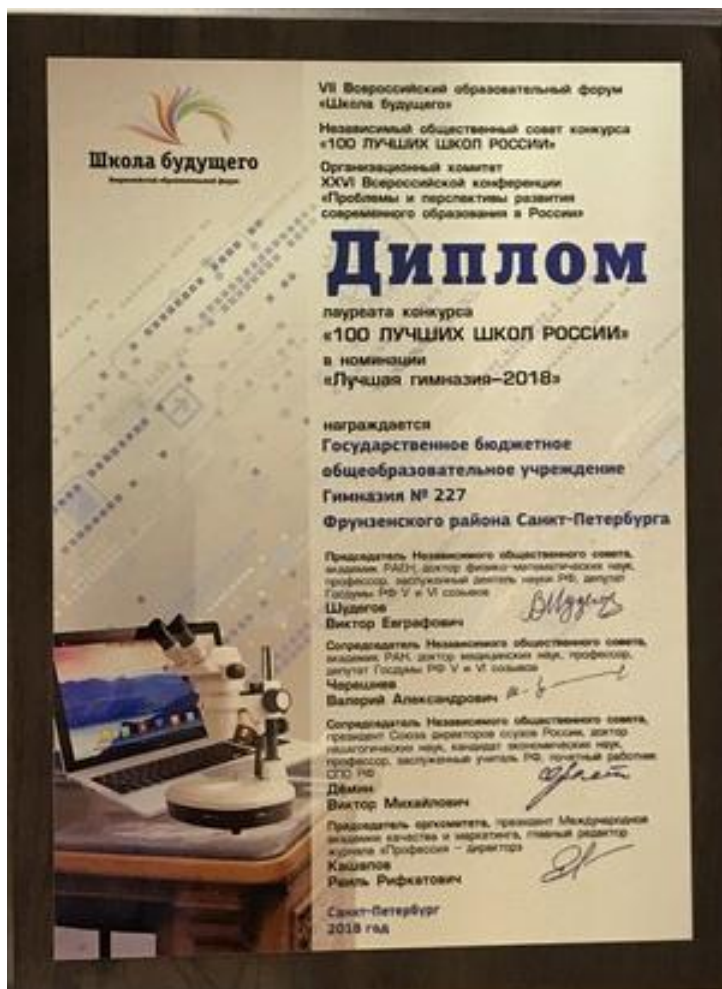 Школа будущего
Всероссийский образовательный форум
VII Всероссийский образовательный форум
«Школа будущего»
Независимый общественный совет конкурса
«100 ЛУЧШИХ ШКОЛ РОССИИ»
Организационный комитет
XXVI Всероссийской конференции
«Проблемы и перспективы развития
современного образования в России»
Диплом
лауреата конкурса
«100 ЛУЧШИХ ШКОЛ РОССИИ»
в номинации
«Лучшая гимназия–2018»
награждается
Государственное бюджетное
общеобразовательное учреждение
Гимназия № 227
Фрунзенского района Санкт-Петербурга
Председатель Независимого общественного совета,
академик РАЕН, доктор физико-математических наук,
профессор, заслуженный деятель науки РФ, депутат
Госдумы РФ V и VI созывов
Шудегов
Виктор Евграфович
Сопредседатель Независимого общественного совета,
академик РАН, доктор медицинских наук, профессор,
депутат Госдумы РФ V и VI созывов
Черешнев
Валерий Александрович
Сопредседатель Независимого общественного совета,
президент Союза директоров ссузов России, доктор
педагогических наук, кандидат экономических наук,
профессор, заслуженный учитель РФ, почетный работник
СПО РФ
Дёмин
Виктор Михайлович
Председатель оргкомитета, президент Международной
академии качества и маркетинга, главный редактор
журнала «Профессия – директор»
Кашапов
Раиль Рифкатович
Санкт-Петербург
2018 год